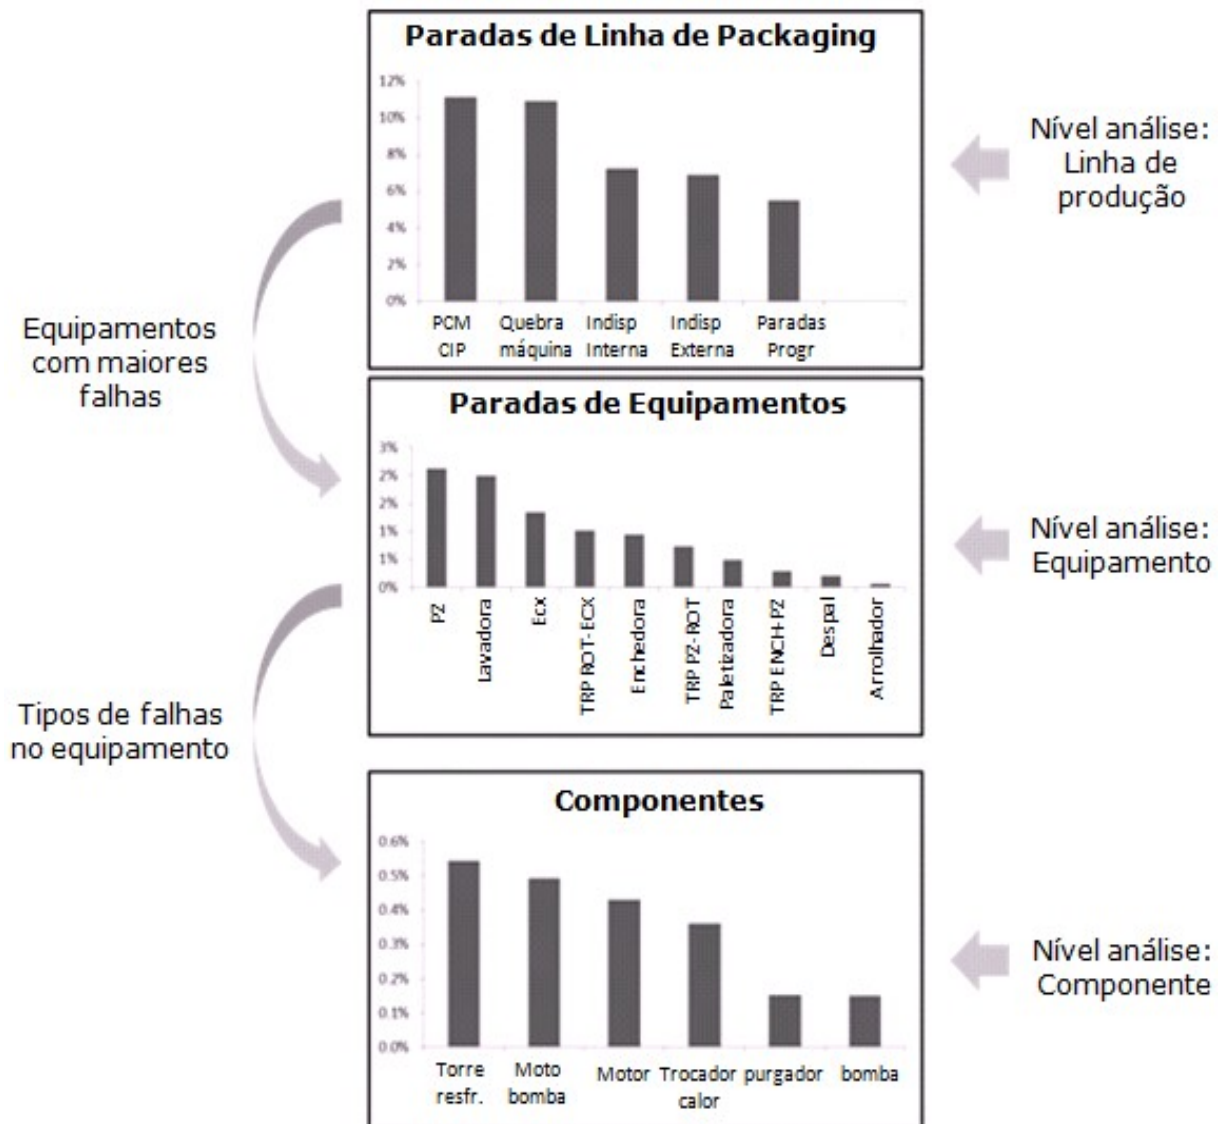 Paradas de Linha de Packaging
12%
10%
8%
6%
4%
2%
0%
PCM
CIP
Quebra
máquina
Indisp
Interna
Indisp
Externa
Paradas
Progr
Nível análise:
Linha de
produção
Equipamentos
com maiores
falhas
Paradas de Equipamentos
3%
2%
2%
1%
1%
0%
PZ
Lavadora
Ecx
TRP ROT-ECX
Enchedora
TRP PZ-ROT
Paletizadora
TRP ENCH-PZ
Despal
Arrolhador
Nível análise:
Equipamento
Tipos de falhas
no equipamento
Componentes
0.6%
0.5%
0.4%
0.3%
0.2%
0.1%
0.0%
Torre
resfr.
Moto
bomba
Motor
Trocador
calor
purgador
bomba
Nível análise:
Componente